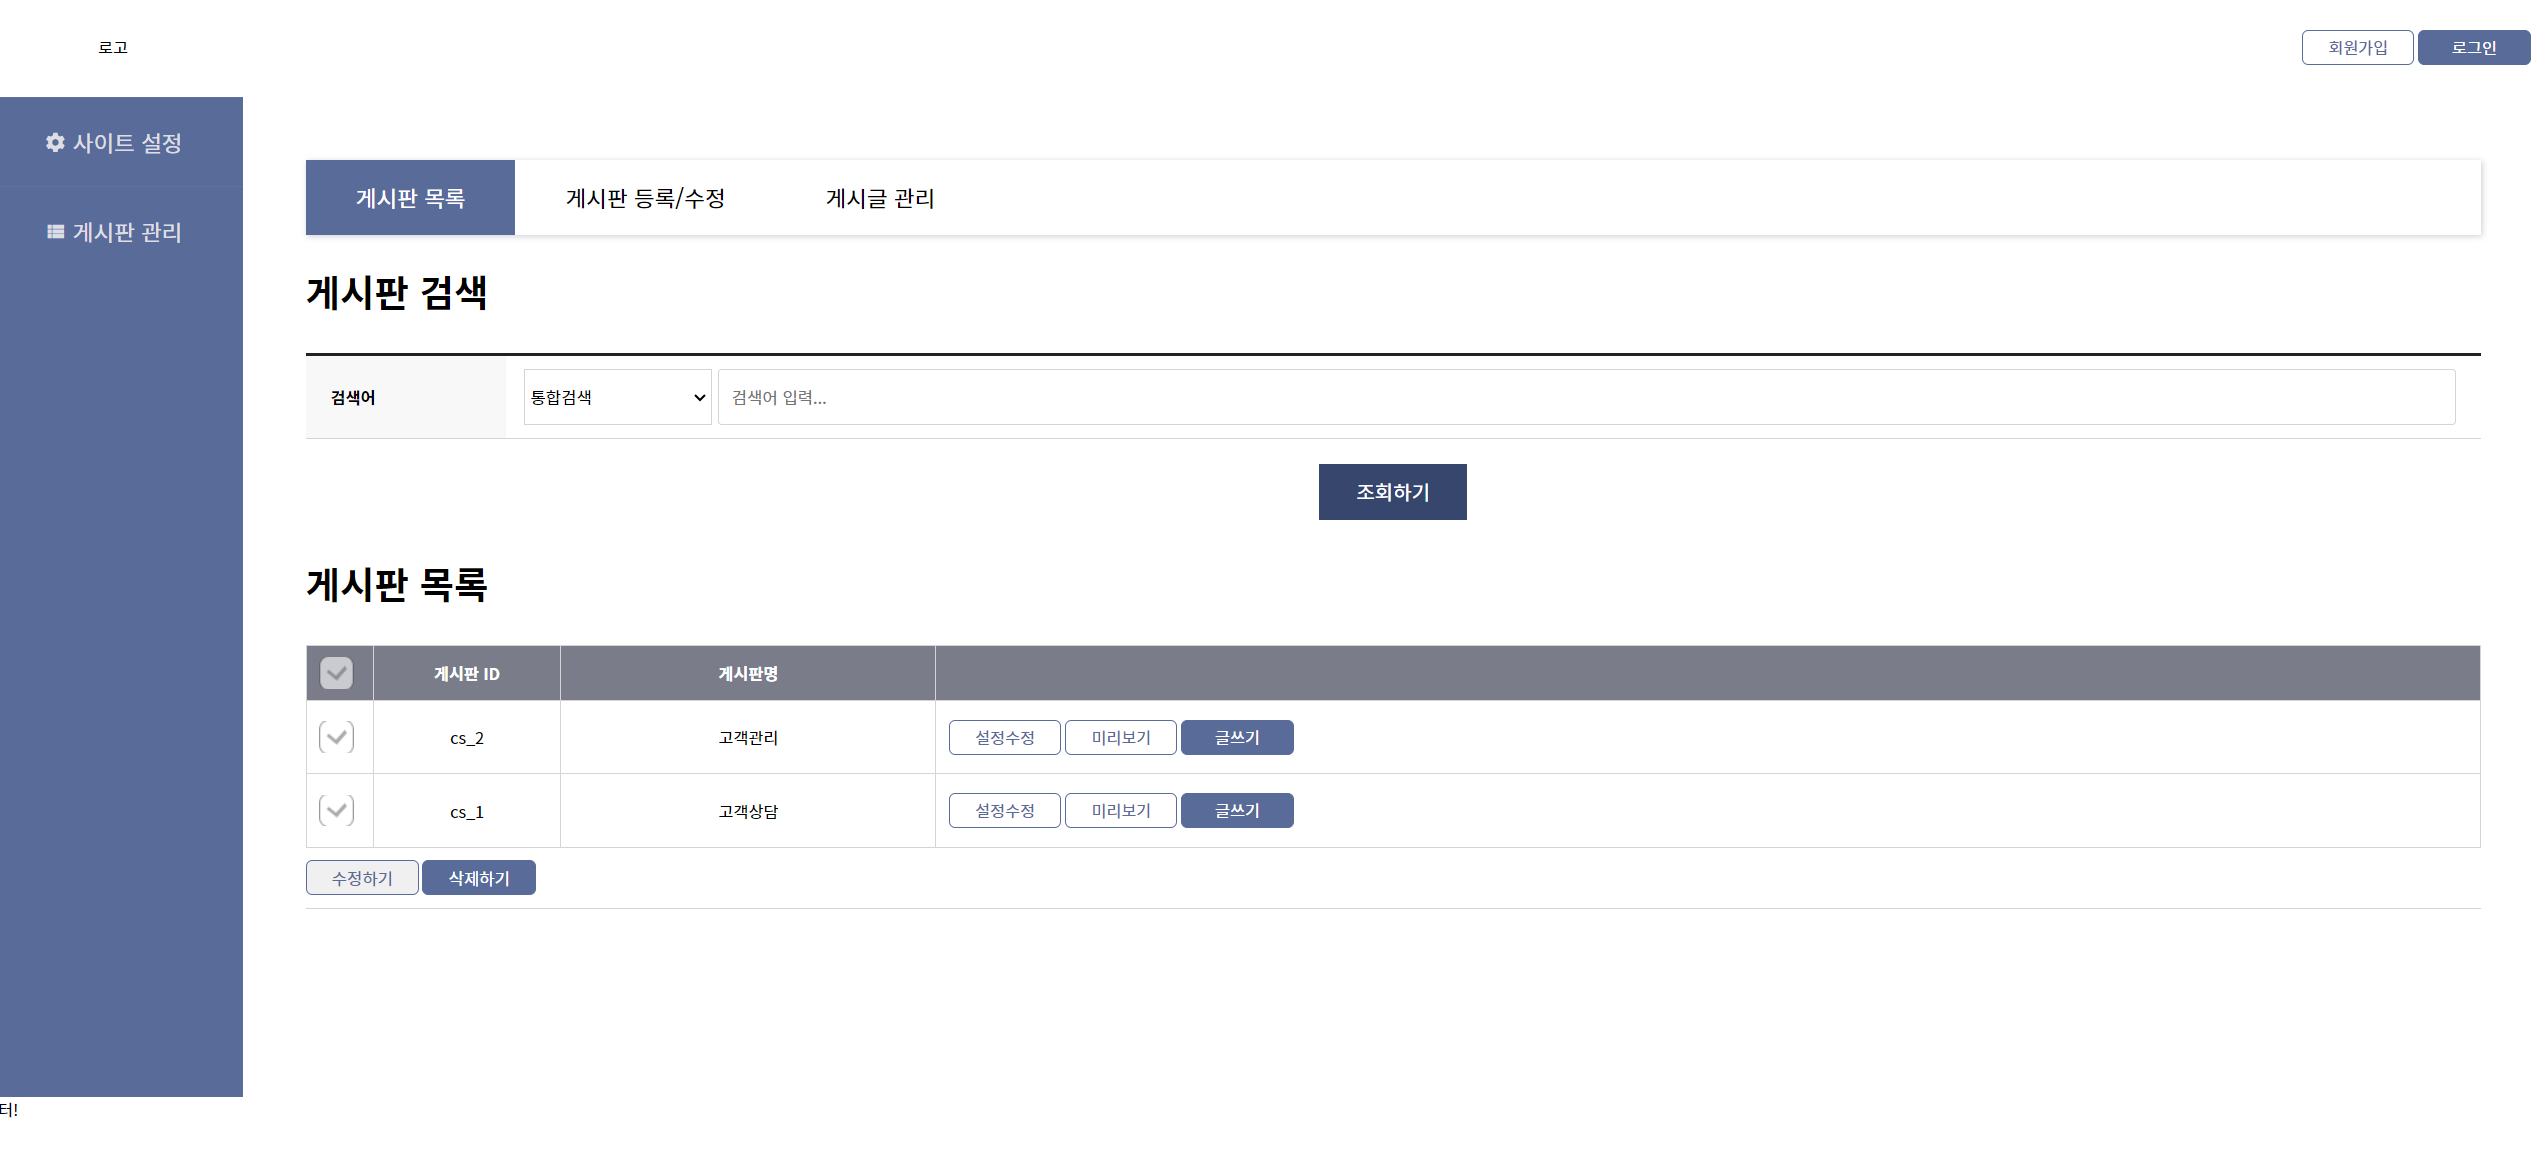 로고
회원가입 로그인
사이트 설정
게시판 관리
게시판 목록 게시판 등록/수정 게시글 관리
게시판 검색
검색어 통합검색 검색어 입력...
조회하기
게시판 목록
게시판 ID 게시판명
cs_2 고객관리 설정수정 미리보기 글쓰기
cs_1 고객상담 설정수정 미리보기 글쓰기
수정하기 삭제하기
터!